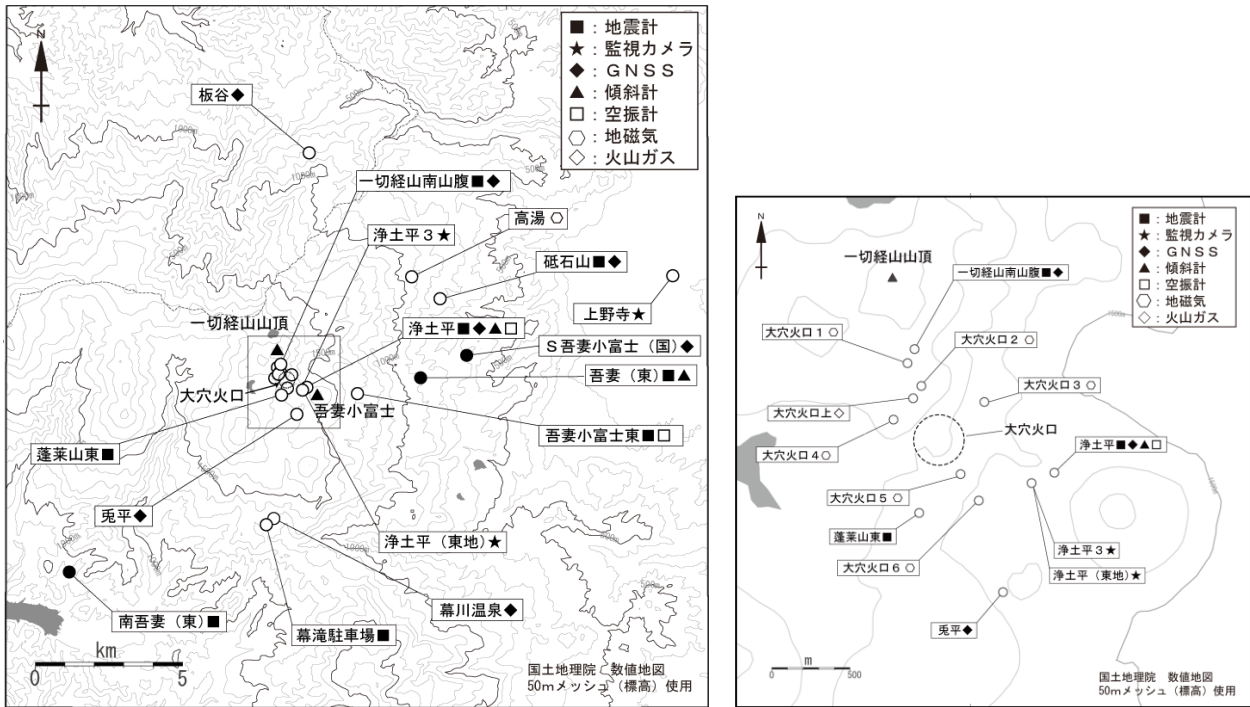 ■：地震計
★：監視カメラ
◆：ＧＮＳＳ
▲：傾斜計
□：空振計
⬡：地磁気
◇：火山ガス
板谷◆
一切経山南山腹■◆
高湯⬡
浄土平３★
砥石山■◆
上野寺★
一切経山山頂
浄土平■◆▲□
Ｓ吾妻小富士（国）◆
吾妻（東）■▲
大穴火口
吾妻小富士
吾妻小富士東■□
蓬莱山東■
兎平◆
浄土平（東地）★
幕川温泉◆
南吾妻（東）■
幕滝駐車場■
km
0 5
国土地理院 数値地図
50ｍメッシュ（標高）使用
N
■：地震計
★：監視カメラ
◆：ＧＮＳＳ
▲：傾斜計
□：空振計
⬡：地磁気
◇：火山ガス
一切経山山頂
一切経山南山腹■◆
大穴火口１⬡
大穴火口２⬡
大穴火口３⬡
大穴火口上◇
大穴火口
大穴火口４⬡
浄土平■◆▲□
大穴火口５⬡
蓬莱山東■
浄土平３★
大穴火口６⬡
浄土平（東地）★
兎平◆
m
0 500
国土地理院 数値地図
50ｍメッシュ（標高）使用